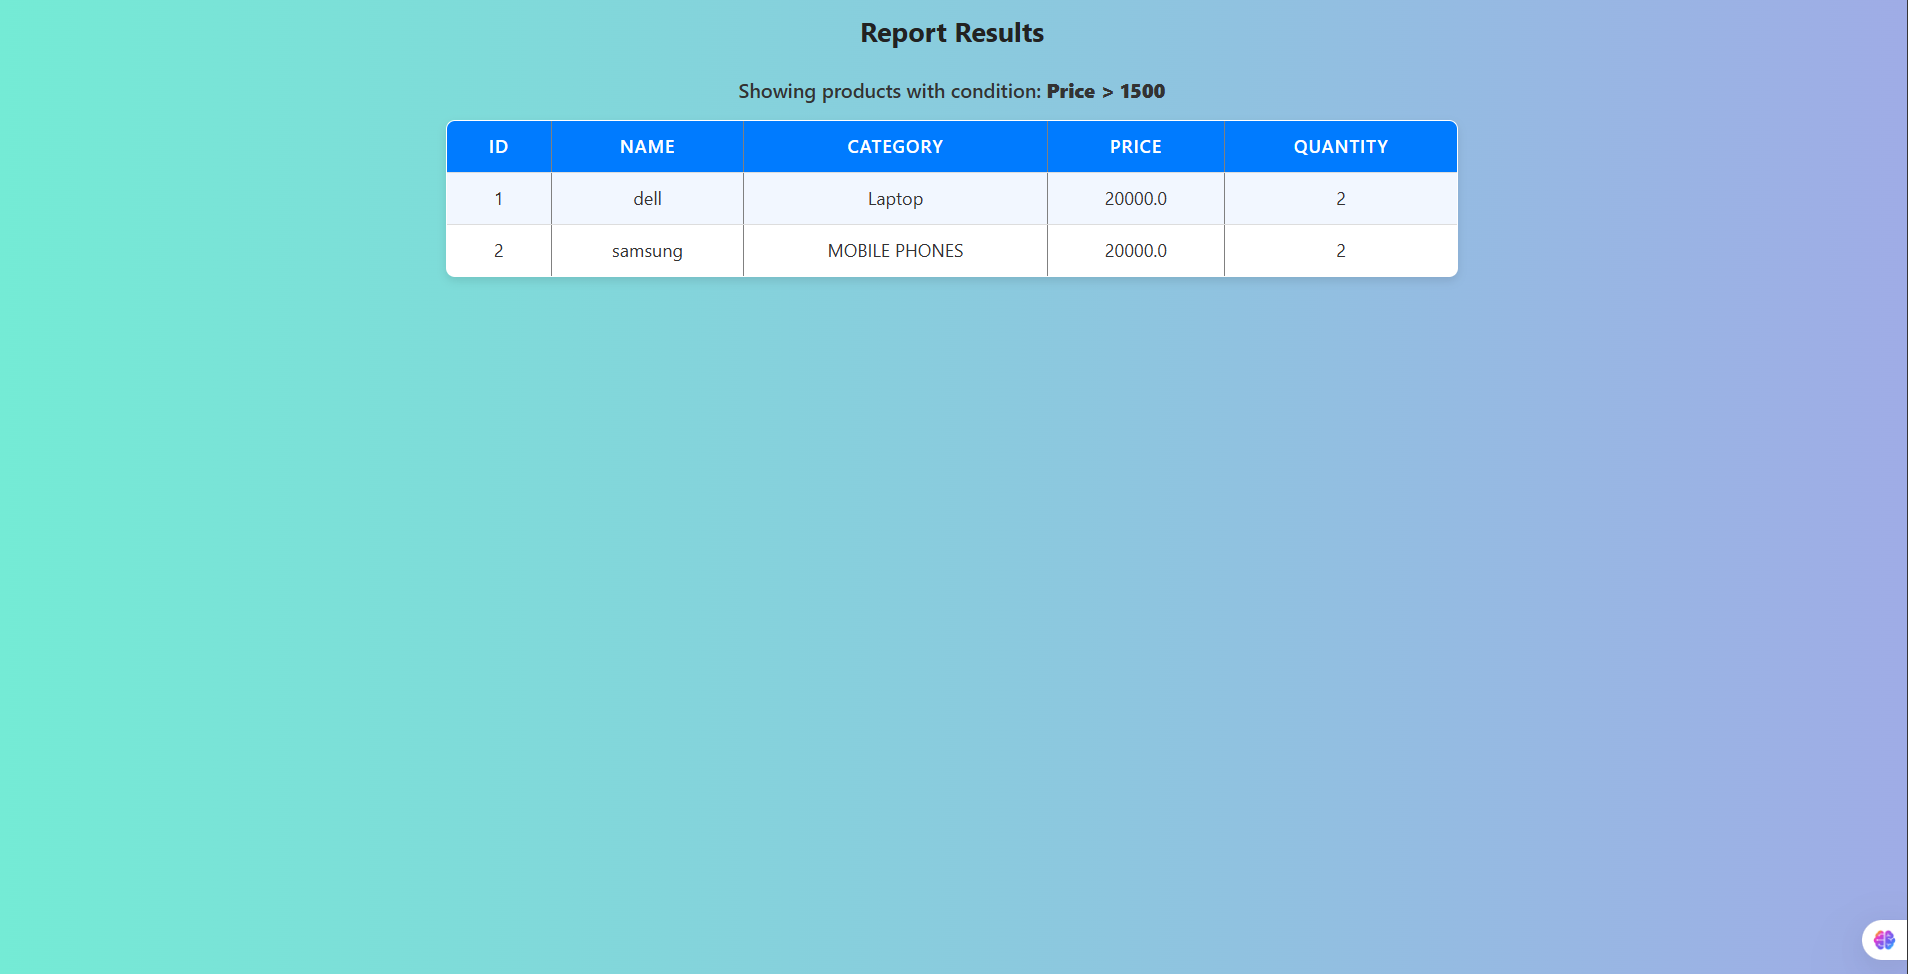 Report Results
Showing products with condition: Price > 1500
ID NAME CATEGORY PRICE QUANTITY
1 dell Laptop 20000.0 2
2 samsung MOBILE PHONES 20000.0 2